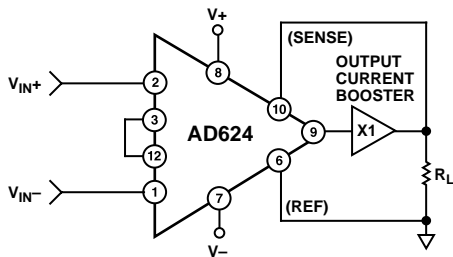 V+
(SENSE)
OUTPUT
CURRENT
BOOSTER
VIN+
2
8
10
3
AD624
9
X1
12
6
RL
VIN–
1
7
(REF)
V–